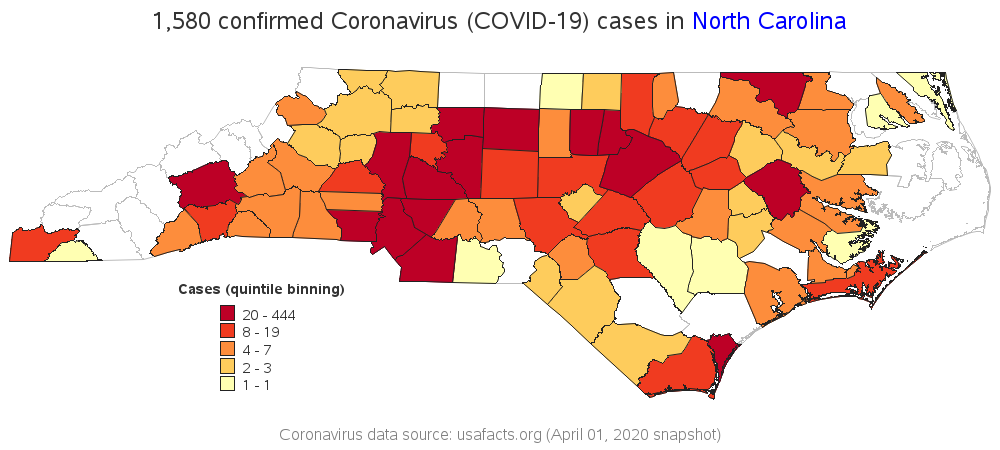 1,580 confirmed Coronavirus (COVID-19) cases in North Carolina
Cases (quintile binning)
20 - 444
8 - 19
4 - 7
2 - 3
1 - 1
Coronavirus data source: usafacts.org (April 01, 2020 snapshot)